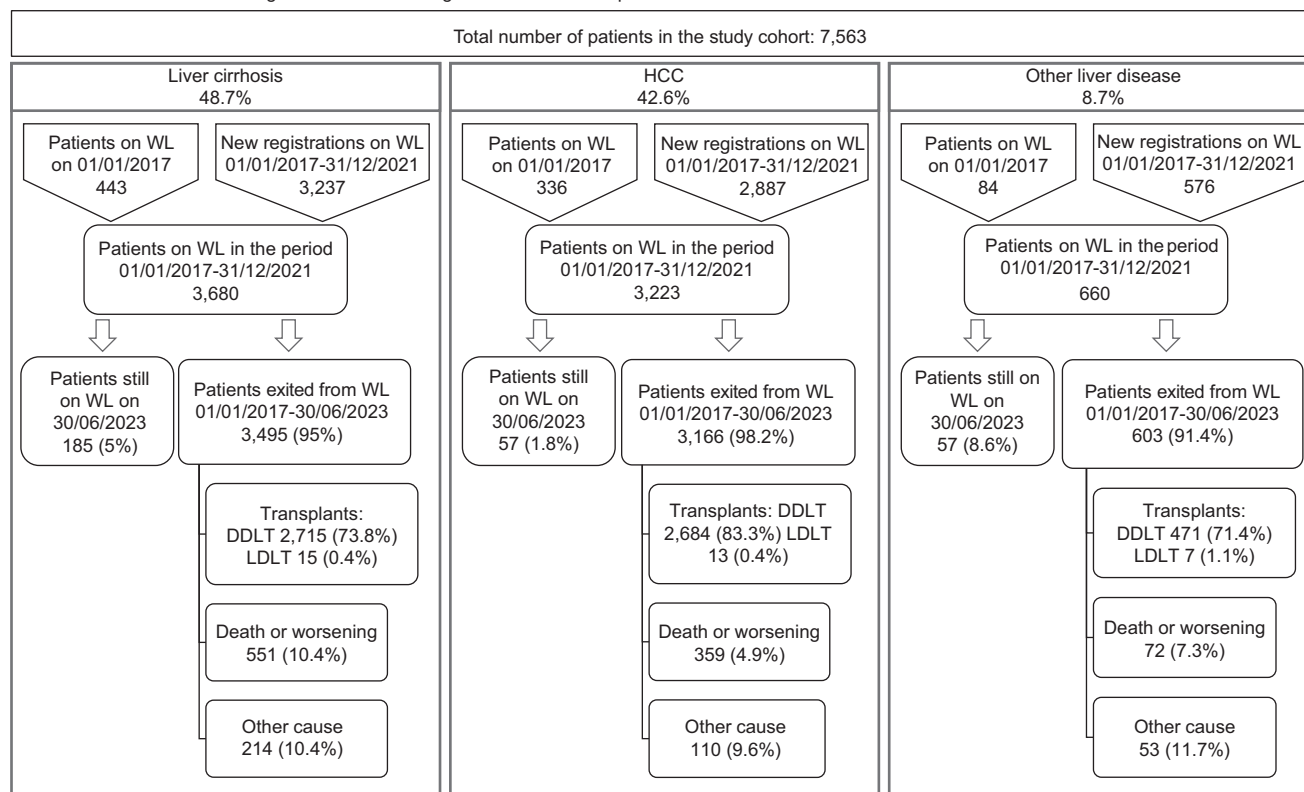 Total number of patients in the study cohort: 7,563
Liver cirrhosis
48.7%
Patients on WL
on 01/01/2017
443
New registrations on WL
01/01/2017-31/12/2021
3,237
Patients on WL in the period
01/01/2017-31/12/2021
3,680
Patients still
on WL on
30/06/2023
185 (5%)
Patients exited from WL
01/01/2017-30/06/2023
3,495 (95%)
Transplants:
DDLT 2,715 (73.8%)
LDLT 15 (0.4%)
Death or worsening
551 (10.4%)
Other cause
214 (10.4%)
HCC
42.6%
Patients on WL
on 01/01/2017
336
New registrations on WL
01/01/2017-31/12/2021
2,887
Patients on WL in the period
01/01/2017-31/12/2021
3,223
Patients still
on WL on
30/06/2023
57 (1.8%)
Patients exited from WL
01/01/2017-30/06/2023
3,166 (98.2%)
Transplants: DDLT
2,684 (83.3%) LDLT
13 (0.4%)
Death or worsening
359 (4.9%)
Other cause
110 (9.6%)
Other liver disease
8.7%
Patients on WL
on 01/01/2017
84
New registrations on WL
01/01/2017-31/12/2021
576
Patients on WL in the period
01/01/2017-31/12/2021
660
Patients still on
WL on
30/06/2023
57 (8.6%)
Patients exited from WL
01/01/2017-30/06/2023
603 (91.4%)
Transplants:
DDLT 471 (71.4%)
LDLT 7 (1.1%)
Death or worsening
72 (7.3%)
Other cause
53 (11.7%)